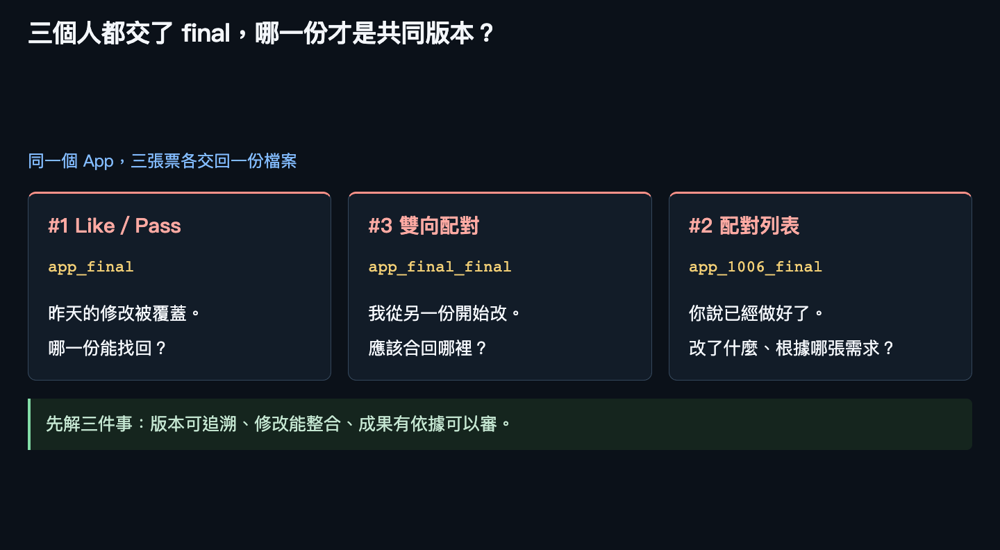 三個人都交了 final，哪一份才是共同版本？
同一個 App，三張票各交回一份檔案
#1 Like / Pass
app_final
昨天的修改被覆蓋。
哪一份能找回？
#3 雙向配對
app_final_final
我從另一份開始改。
應該合回哪裡？
#2 配對列表
app_1006_final
你說已經做好了。
改了什麼、根據哪張需求？
先解三件事：版本可追溯、修改能整合、成果有依據可以審。